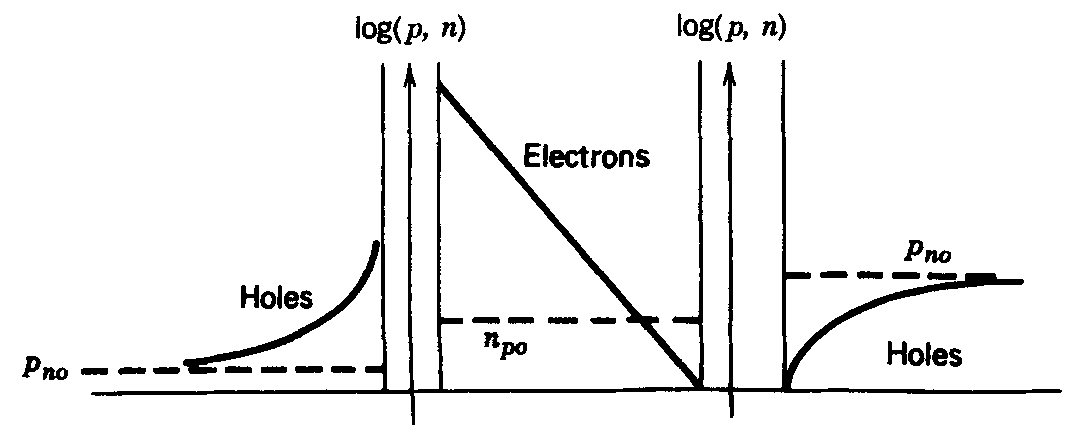 log(p, n)
log(p, n)
Electrons
p_no
Holes
n_po
Holes
p_no